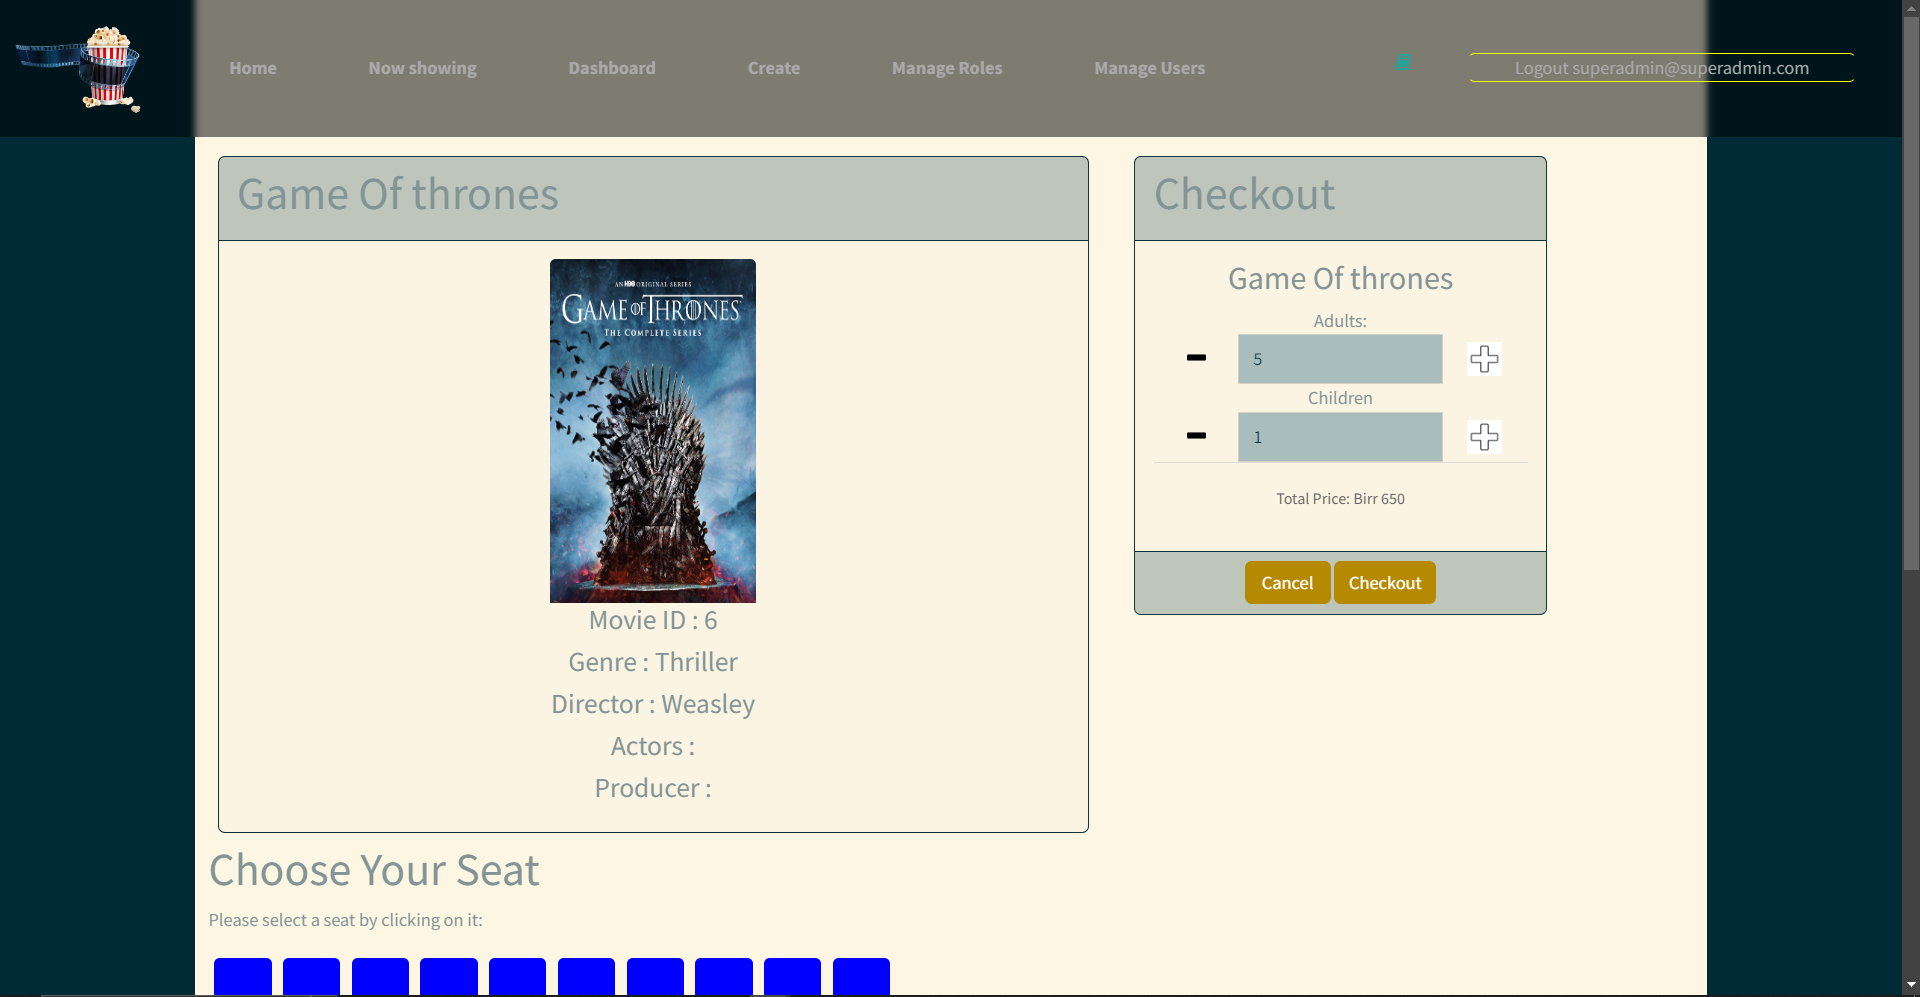 Home
Now showing
Dashboard
Create
Manage Roles
Manage Users
Logout superadmin@superadmin.com
Game Of thrones
AN HBO ORIGINAL SERIES
GAME OF THRONES
THE COMPLETE SERIES
Movie ID : 6
Genre : Thriller
Director : Weasley
Actors :
Producer :
Checkout
Game Of thrones
Adults:
5
Children
1
Total Price: Birr 650
Cancel
Checkout
Choose Your Seat
Please select a seat by clicking on it: